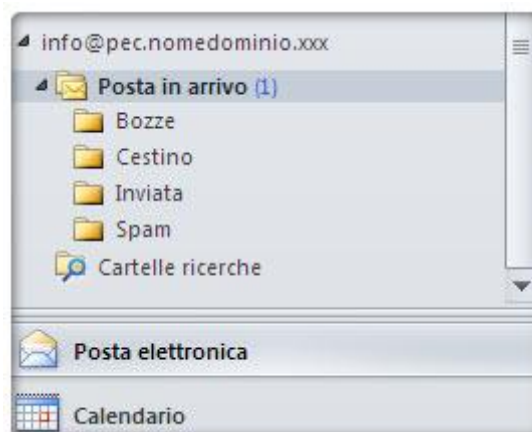 info@pec.nomedominio.xxx
Posta in arrivo (1)
Bozze
Cestino
Inviata
Spam
Cartelle ricerche
Posta elettronica
Calendario